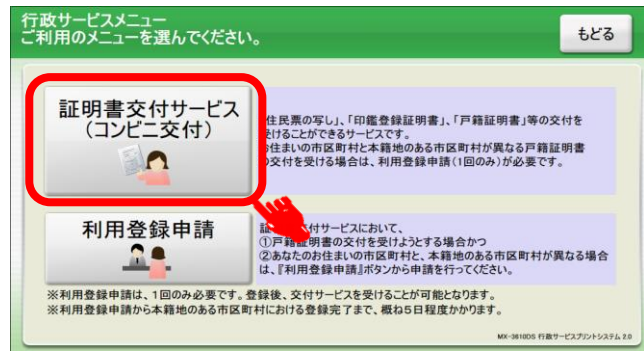 行政サービスメニュー
ご利用のメニューを選んでください。
もどる
証明書交付サービス
(コンビニ交付)
住民票の写し」、「印鑑登録証明書」、「戸籍証明書」等の交付を
受けることができるサービスです。
お住まいの市区町村と本籍地のある市区町村が異なる戸籍証明書
の交付を受ける場合は、利用登録申請(1回のみ)が必要です。
利用登録申請
証 付サービスにおいて、
①戸籍証明書の交付を受けようとする場合かつ
②あなたのお住まいの市区町村と、本籍地のある市区町村が異なる場合
は、『利用登録申請』ボタンから申請を行ってください。
※利用登録申請は、1回のみ必要です。登録後、交付サービスを受けることが可能となります。
※利用登録申請から本籍地のある市区町村における登録完了まで、概ね5日程度かかります。
MX-3610DS 行政サービスプリントシステム 2.0